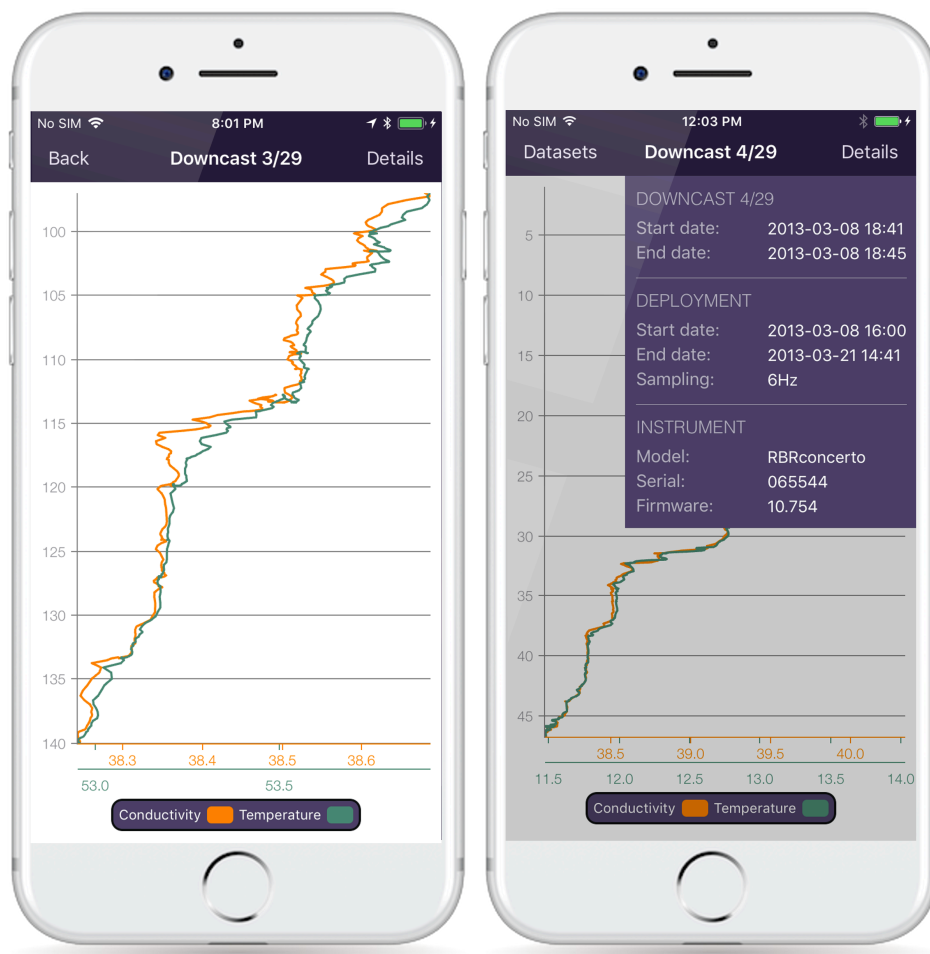 No SIM 8:01 PM
Back Downcast 3/29 Details
100
105
110
115
120
125
130
135
140
38.3 38.4 38.5 38.6
53.0 53.5
Conductivity Temperature
No SIM 12:03 PM
Datasets Downcast 4/29 Details
DOWNCAST 4/29
Start date: 2013-03-08 18:41
End date: 2013-03-08 18:45
DEPLOYMENT
Start date: 2013-03-08 16:00
End date: 2013-03-21 14:41
Sampling: 6Hz
INSTRUMENT
Model: RBRconcerto
Serial: 065544
Firmware: 10.754
5
10
15
20
25
30
35
40
45
38.5 39.0 39.5 40.0
11.5 12.0 12.5 13.0 13.5 14.0
Conductivity Temperature